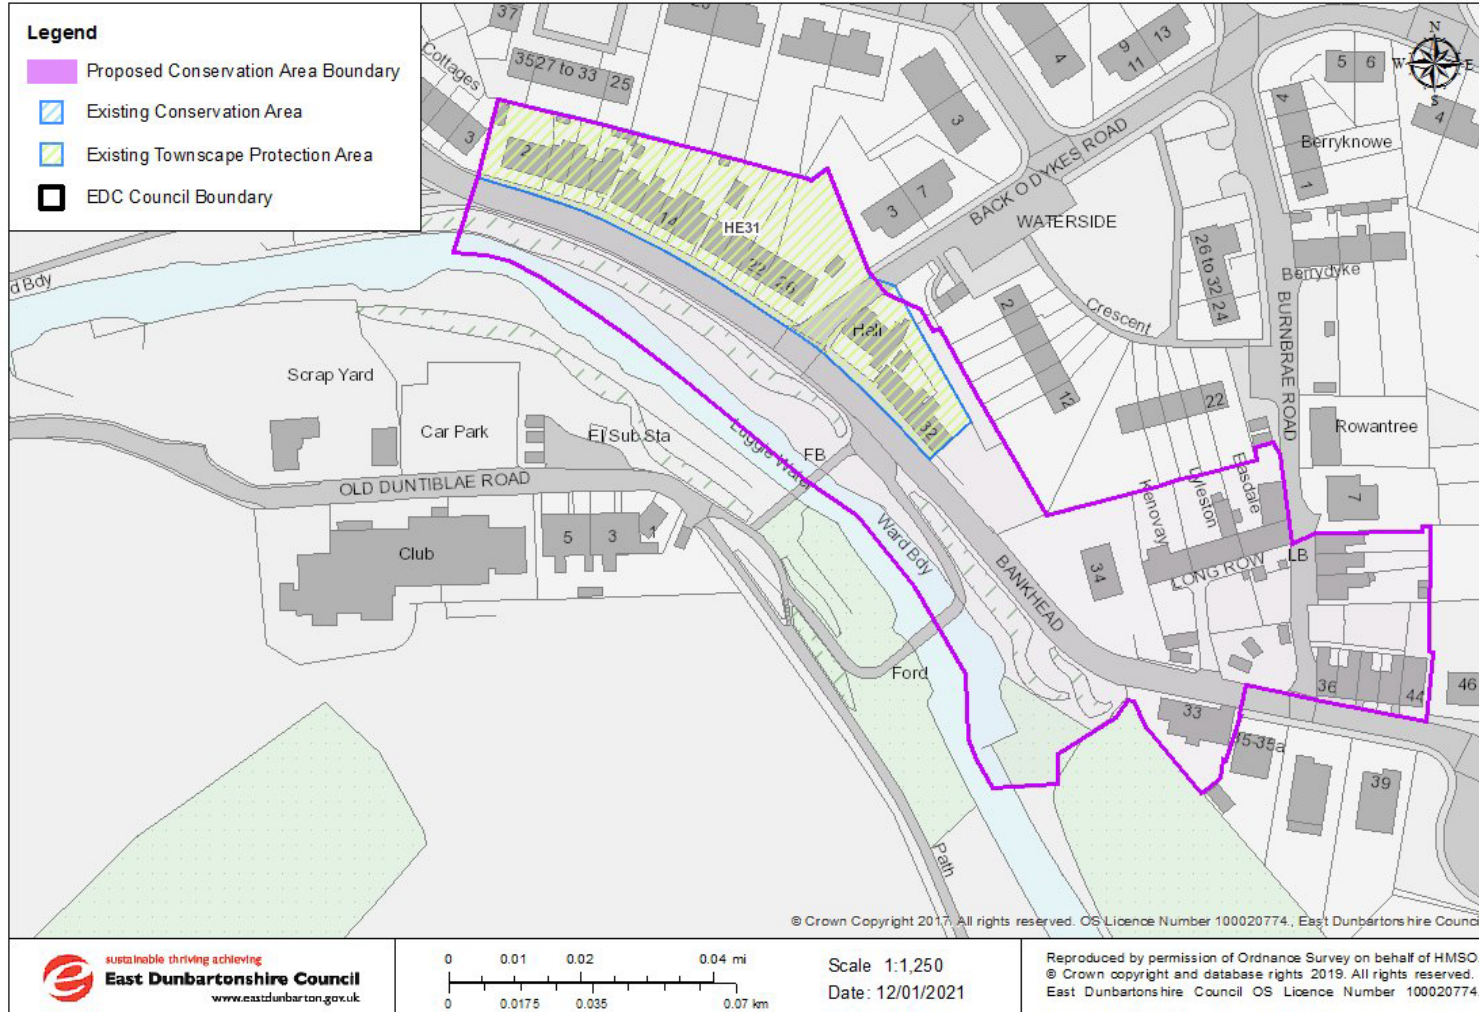 Legend
Proposed Conservation Area Boundary
Existing Conservation Area
Existing Townscape Protection Area
EDC Council Boundary
37
Cottages
3527 to 33
25
3
4
9
11
13
5 6
N
W E
S
4
4
3
Berryknowe
1
2
3 7
BACK O DYKES ROAD
WATERSIDE
14
HE31
22
26
26 to 32
24
Berrydyke
d Bdy
Hall
2
Crescent
BURNBRAE ROAD
Scrap Yard
12
22
Car Park
El Sub Sta
Luggie Water
FB
32
Rowantree
OLD DUNTIBLAE ROAD
Kenovay
Lyleston
Easdale
7
Club
5
3
1
Ward Bdy
BANKHEAD
34
LONG ROW
LB
Ford
36
44
46
33
35-35a
39
Path
© Crown Copyright 2017. All rights reserved. OS Licence Number 100020774., East Dunbartonshire Counci
sustainable thriving achieving
East Dunbartonshire Council
www.eastdunbarton.gov.uk
0 0.01 0.02 0.04 mi
0 0.0175 0.035 0.07 km
Scale 1:1,250
Date: 12/01/2021
Reproduced by permission of Ordnance Survey on behalf of HMSO.
© Crown copyright and database rights 2019. All rights reserved.
East Dunbartonshire Council OS Licence Number 100020774.